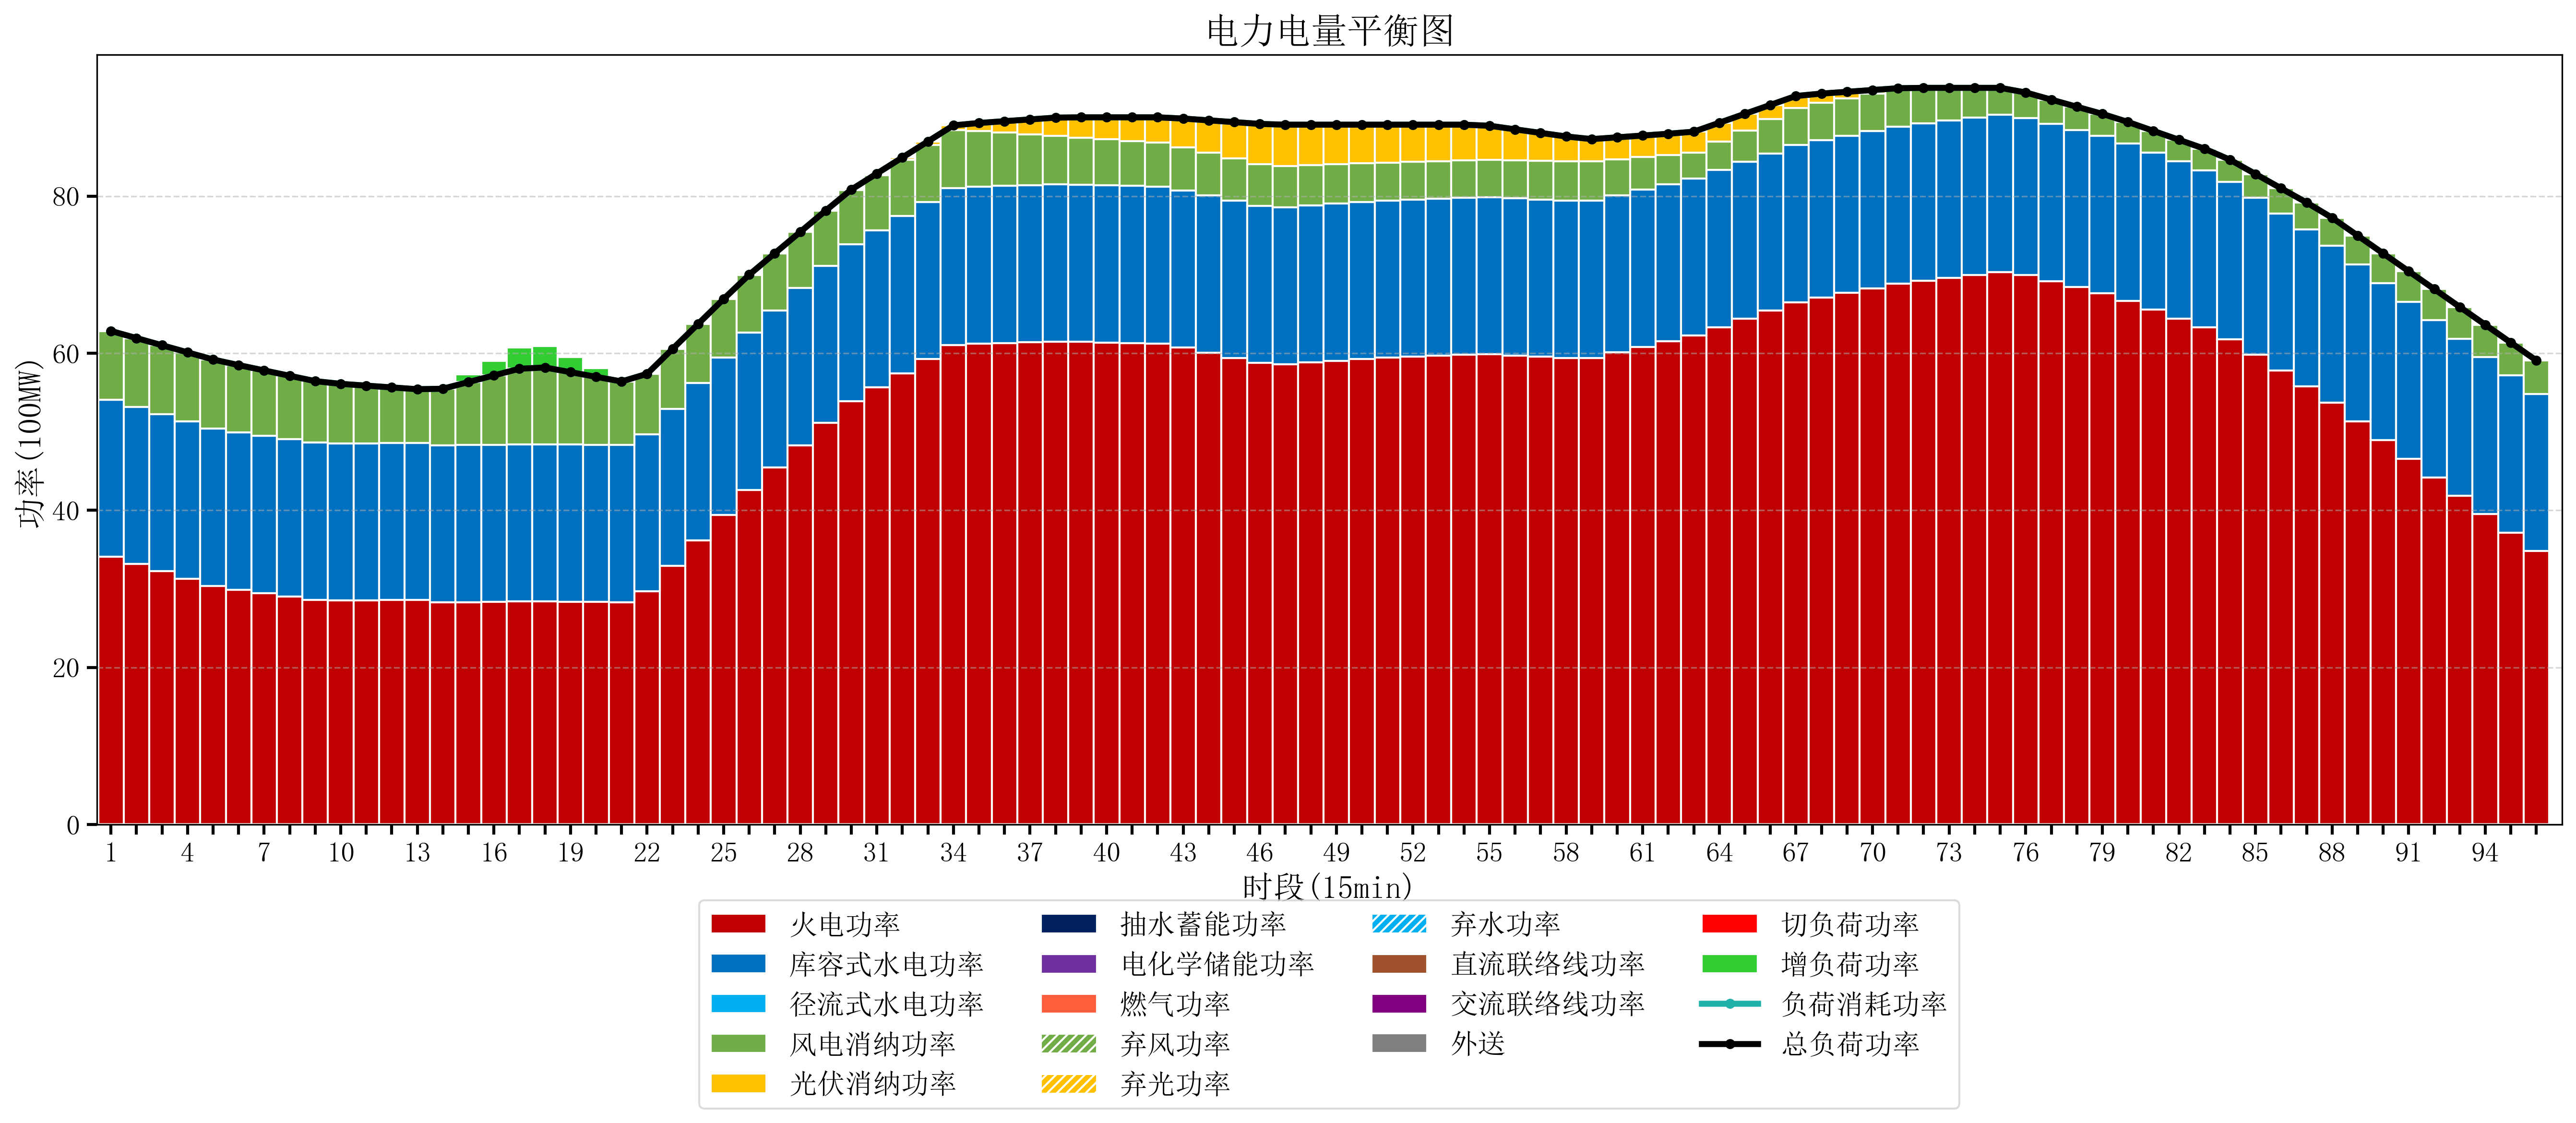 电力电量平衡图
功率(100MW)
80
60
40
20
0
1 4 7 10 13 16 19 22 25 28 31 34 37 40 43 46 49 52 55 58 61 64 67 70 73 76 79 82 85 88 91 94
时段(15min)
火电功率
库容式水电功率
径流式水电功率
风电消纳功率
光伏消纳功率
抽水蓄能功率
电化学储能功率
燃气功率
弃风功率
弃光功率
弃水功率
直流联络线功率
交流联络线功率
外送
切负荷功率
增负荷功率
负荷消耗功率
总负荷功率